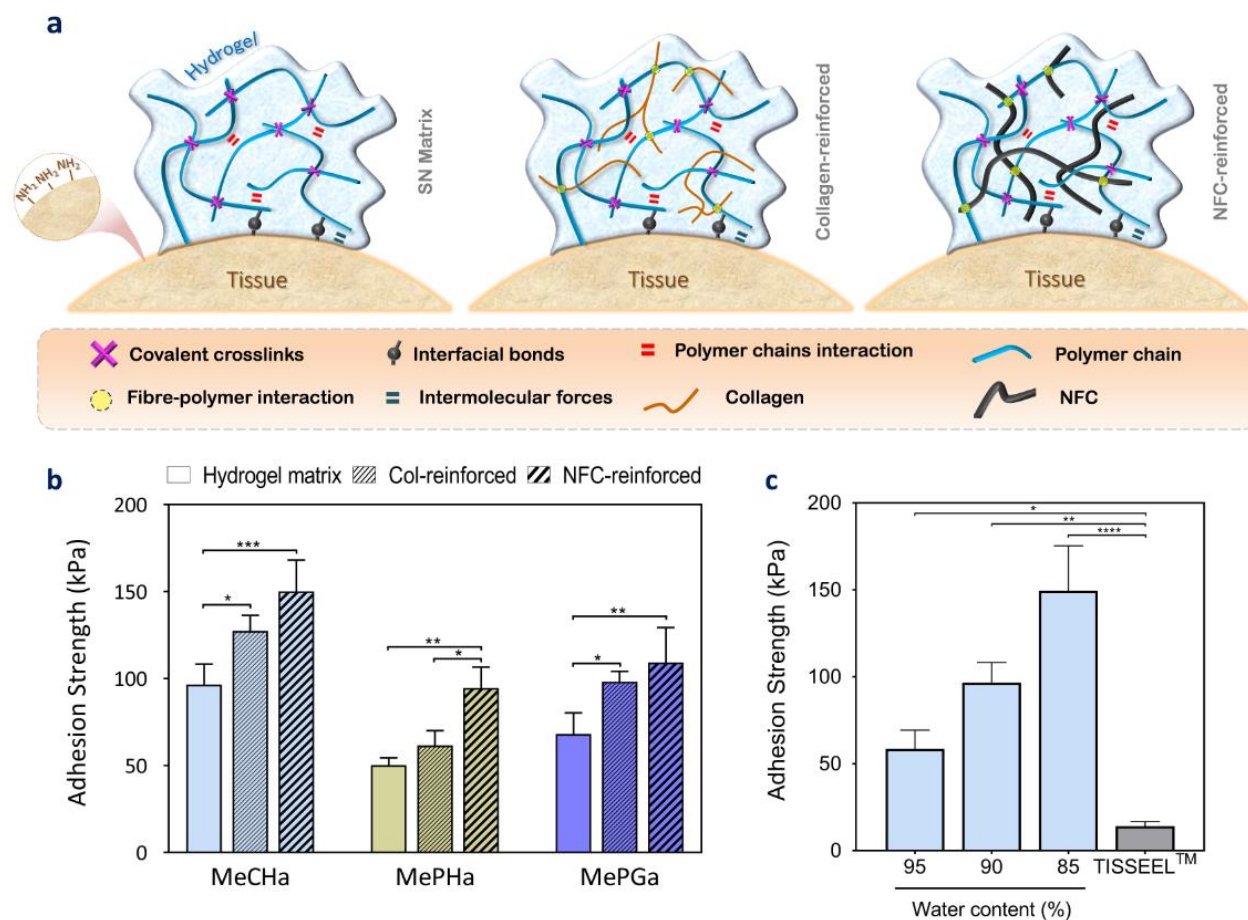 a
Hydrogel
SN Matrix
NH2 NH2 NH2
Tissue
Collagen-reinforced
Tissue
NFC-reinforced
Tissue
Covalent crosslinks
Interfacial bonds
Polymer chains interaction
Polymer chain
Fibre-polymer interaction
Intermolecular forces
Collagen
NFC
b
Hydrogel matrix
Col-reinforced
NFC-reinforced
Adhesion Strength (kPa)
200
150
100
50
0
***
*
**
*
**
*
MeCHa
MePHa
MePGa
c
Adhesion Strength (kPa)
200
150
100
50
0
*
**
****
95
90
85
TISSEEL™
Water content (%)